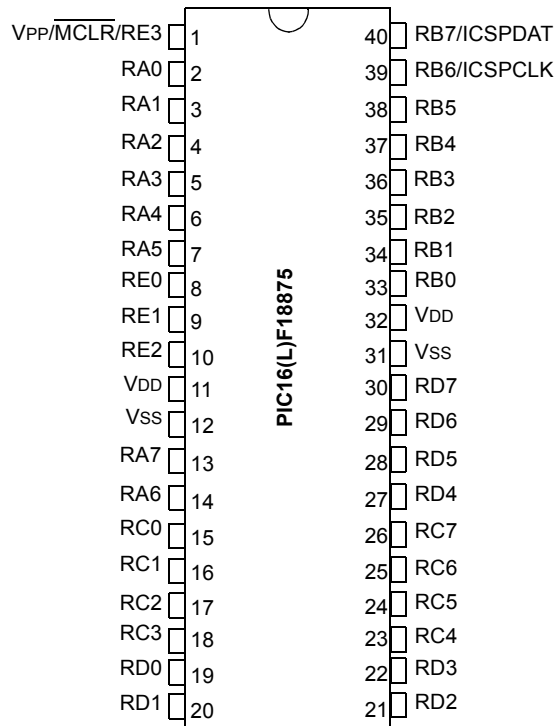 VPP/MCLR/RE3 1 40 RB7/ICSPDAT
RA0 2 39 RB6/ICSPCLK
RA1 3 38 RB5
RA2 4 37 RB4
RA3 5 36 RB3
RA4 6 35 RB2
RA5 7 34 RB1
RE0 8 33 RB0
RE1 9 32 VDD
RE2 10 31 VSS
VDD 11 30 RD7
VSS 12 29 RD6
RA7 13 28 RD5
RA6 14 27 RD4
RC0 15 26 RC7
RC1 16 25 RC6
RC2 17 24 RC5
RC3 18 23 RC4
RD0 19 22 RD3
RD1 20 21 RD2
PIC16(L)F18875